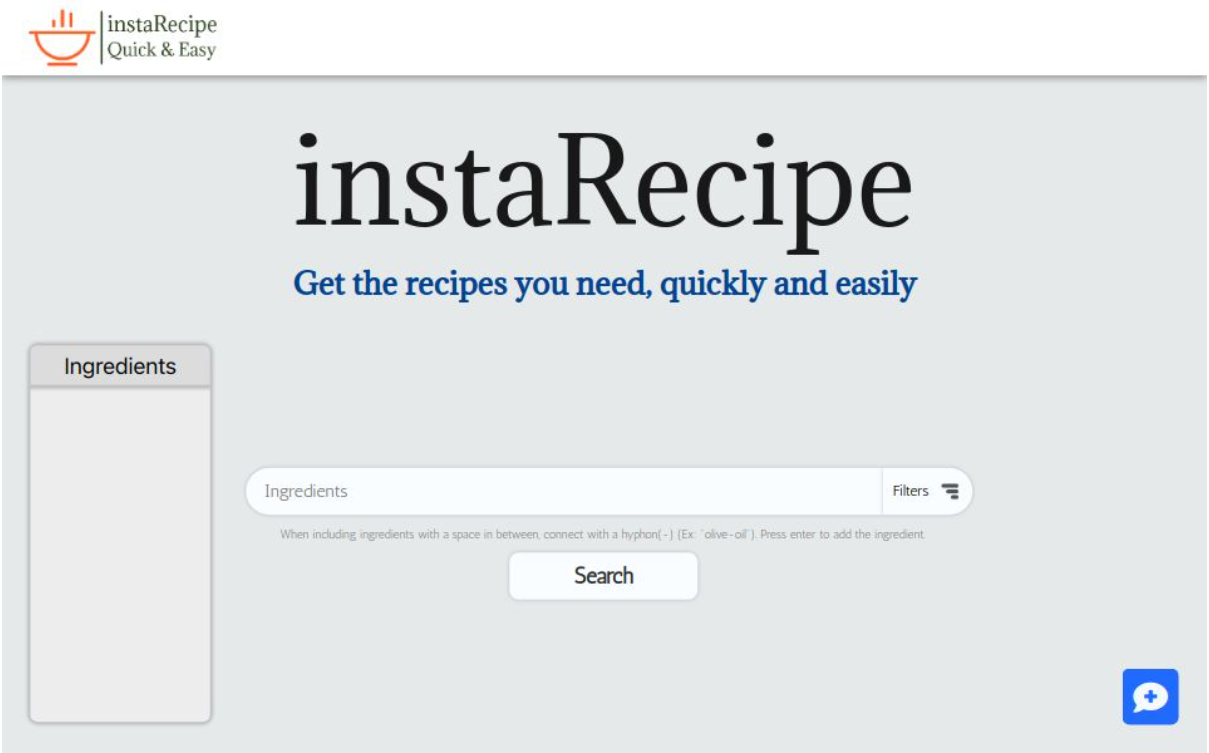 instaRecipe
Quick & Easy
instaRecipe
Get the recipes you need, quickly and easily
Ingredients
Ingredients
Filters
When including ingredients with a space in between, connect with a hyphon(-) (Ex: "olive-oil"). Press enter to add the ingredient.
Search